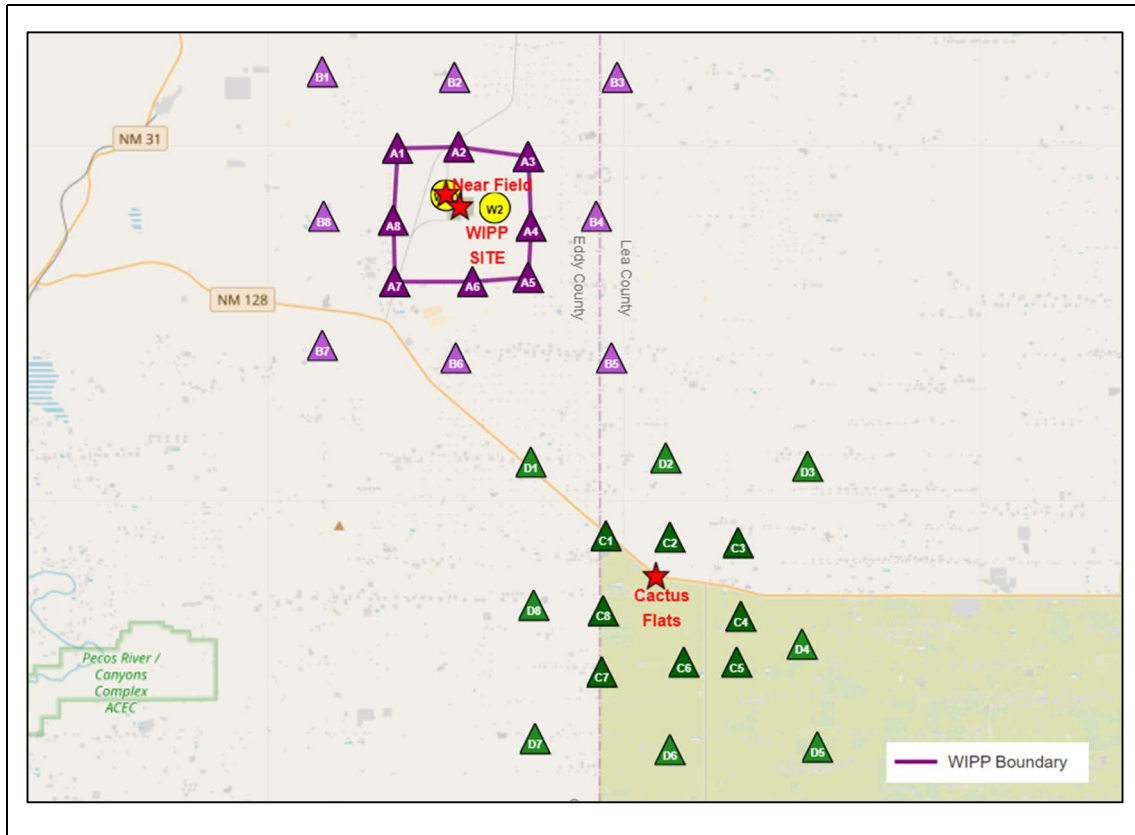 B1
B2
B3
NM 31
A1
A2
A3
Near Field
W2
B8
A8
WIPP
SITE
A4
B4
Eddy County
Lea County
A7
A6
A5
NM 128
B7
B6
B5
D1
D2
D3
C1
C2
C3
Cactus
Flats
D8
C8
C4
Pecos River /
Canyons
Complex
ACEC
C7
C6
C5
D4
D7
D6
D5
WIPP Boundary